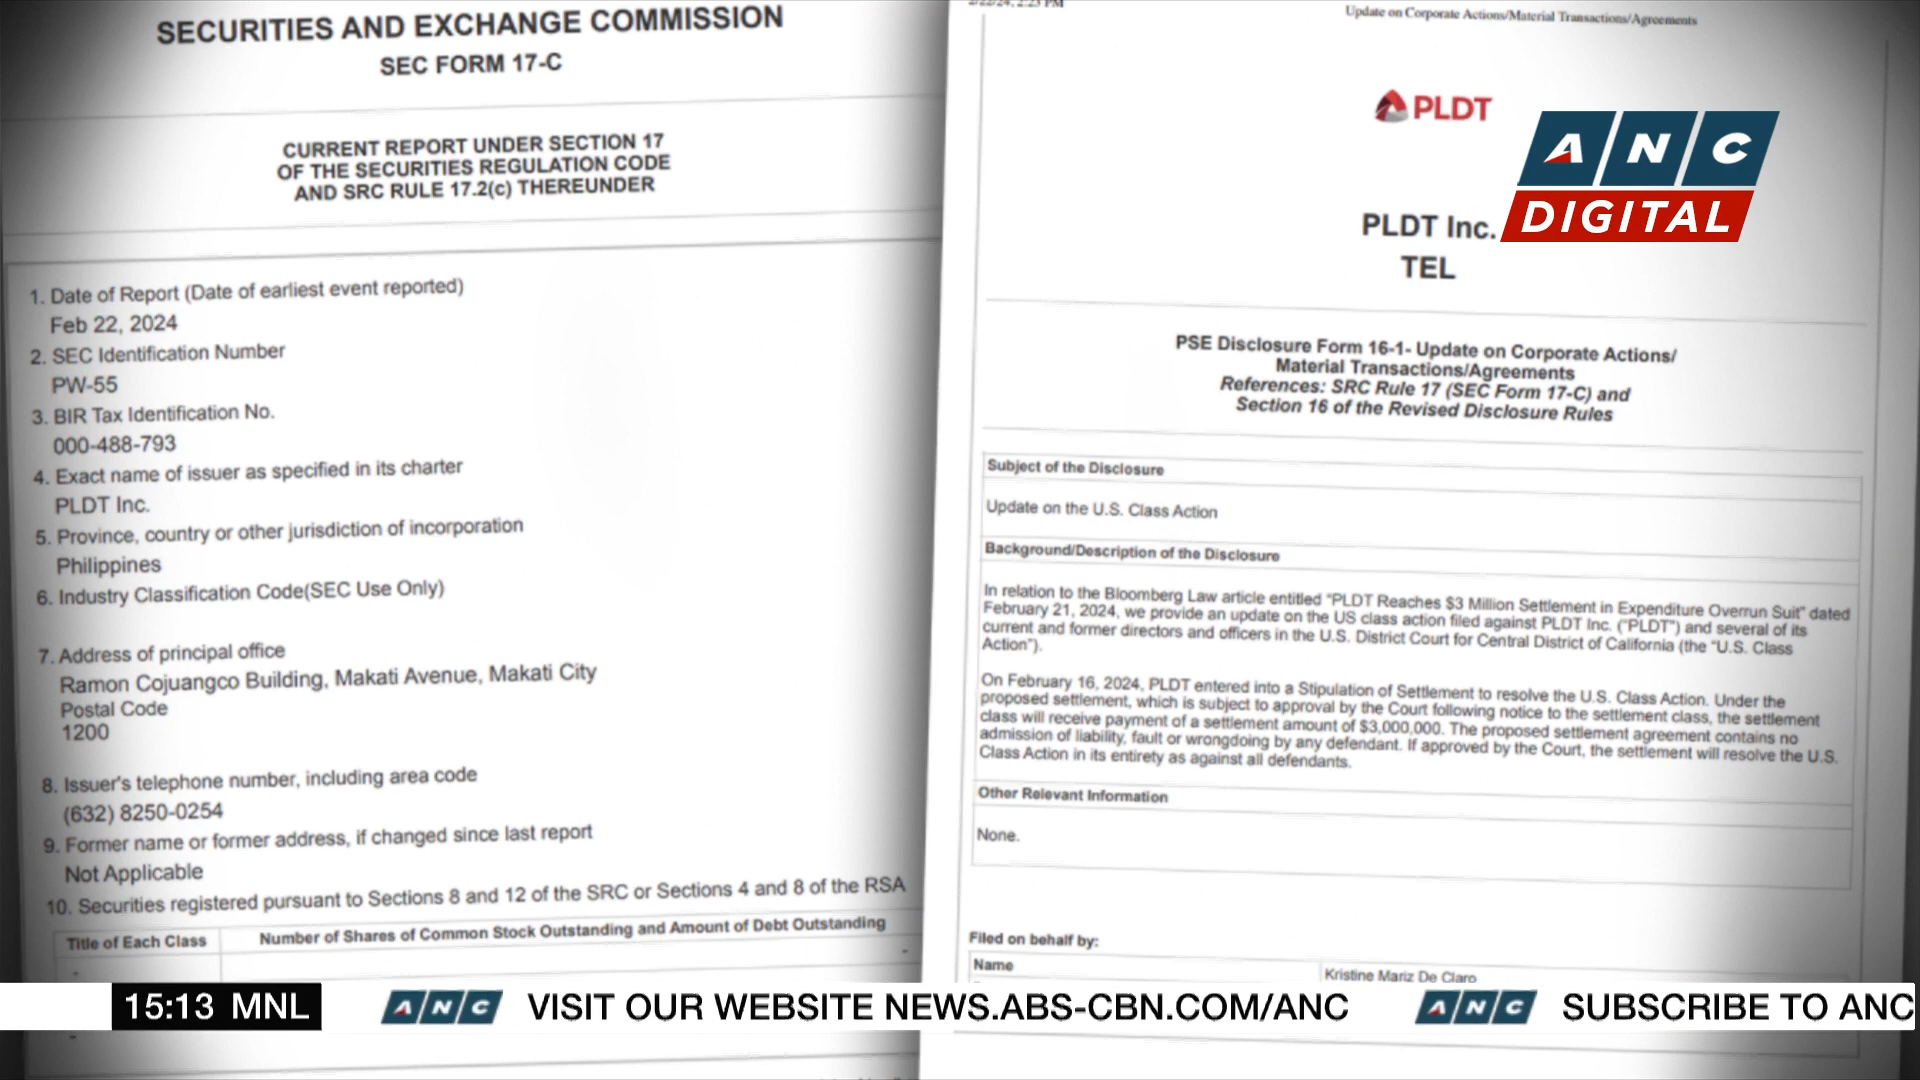 SECURITIES AND EXCHANGE COMMISSION
SEC FORM 17-C
CURRENT REPORT UNDER SECTION 17
OF THE SECURITIES REGULATION CODE
AND SRC RULE 17.2(c) THEREUNDER
1. Date of Report (Date of earliest event reported)
Feb 22, 2024
2. SEC Identification Number
PW-55
3. BIR Tax Identification No.
000-488-793
4. Exact name of issuer as specified in its charter
PLDT Inc.
5. Province, country or other jurisdiction of incorporation
Philippines
6. Industry Classification Code(SEC Use Only)
7. Address of principal office
Ramon Cojuangco Building, Makati Avenue, Makati City
Postal Code
1200
8. Issuer's telephone number, including area code
(632) 8250-0254
9. Former name or former address, if changed since last report
Not Applicable
10. Securities registered pursuant to Sections 8 and 12 of the SRC or Sections 4 and 8 of the RSA
Title of Each Class Number of Shares of Common Stock Outstanding and Amount of Debt Outstanding
- -
2/22/24, 2:23 PM Update on Corporate Actions/Material Transactions/Agreements
PLDT
ANC
DIGITAL
PLDT Inc.
TEL
PSE Disclosure Form 16-1- Update on Corporate Actions/
Material Transactions/Agreements
References: SRC Rule 17 (SEC Form 17-C) and
Section 16 of the Revised Disclosure Rules
Subject of the Disclosure
Update on the U.S. Class Action
Background/Description of the Disclosure
In relation to the Bloomberg Law article entitled "PLDT Reaches $3 Million Settlement in Expenditure Overrun Suit" dated
February 21, 2024, we provide an update on the US class action filed against PLDT Inc. ("PLDT") and several of its
current and former directors and officers in the U.S. District Court for Central District of California (the "U.S. Class
Action").
On February 16, 2024, PLDT entered into a Stipulation of Settlement to resolve the U.S. Class Action. Under the
proposed settlement, which is subject to approval by the Court following notice to the settlement class, the settlement
class will receive payment of a settlement amount of $3,000,000. The proposed settlement agreement contains no
admission of liability, fault or wrongdoing by any defendant. If approved by the Court, the settlement will resolve the U.S.
Class Action in its entirety as against all defendants.
Other Relevant Information
None.
Filed on behalf by:
Name Kristine Mariz De Claro
15:13 MNL ANC VISIT OUR WEBSITE NEWS.ABS-CBN.COM/ANC ANC SUBSCRIBE TO ANC